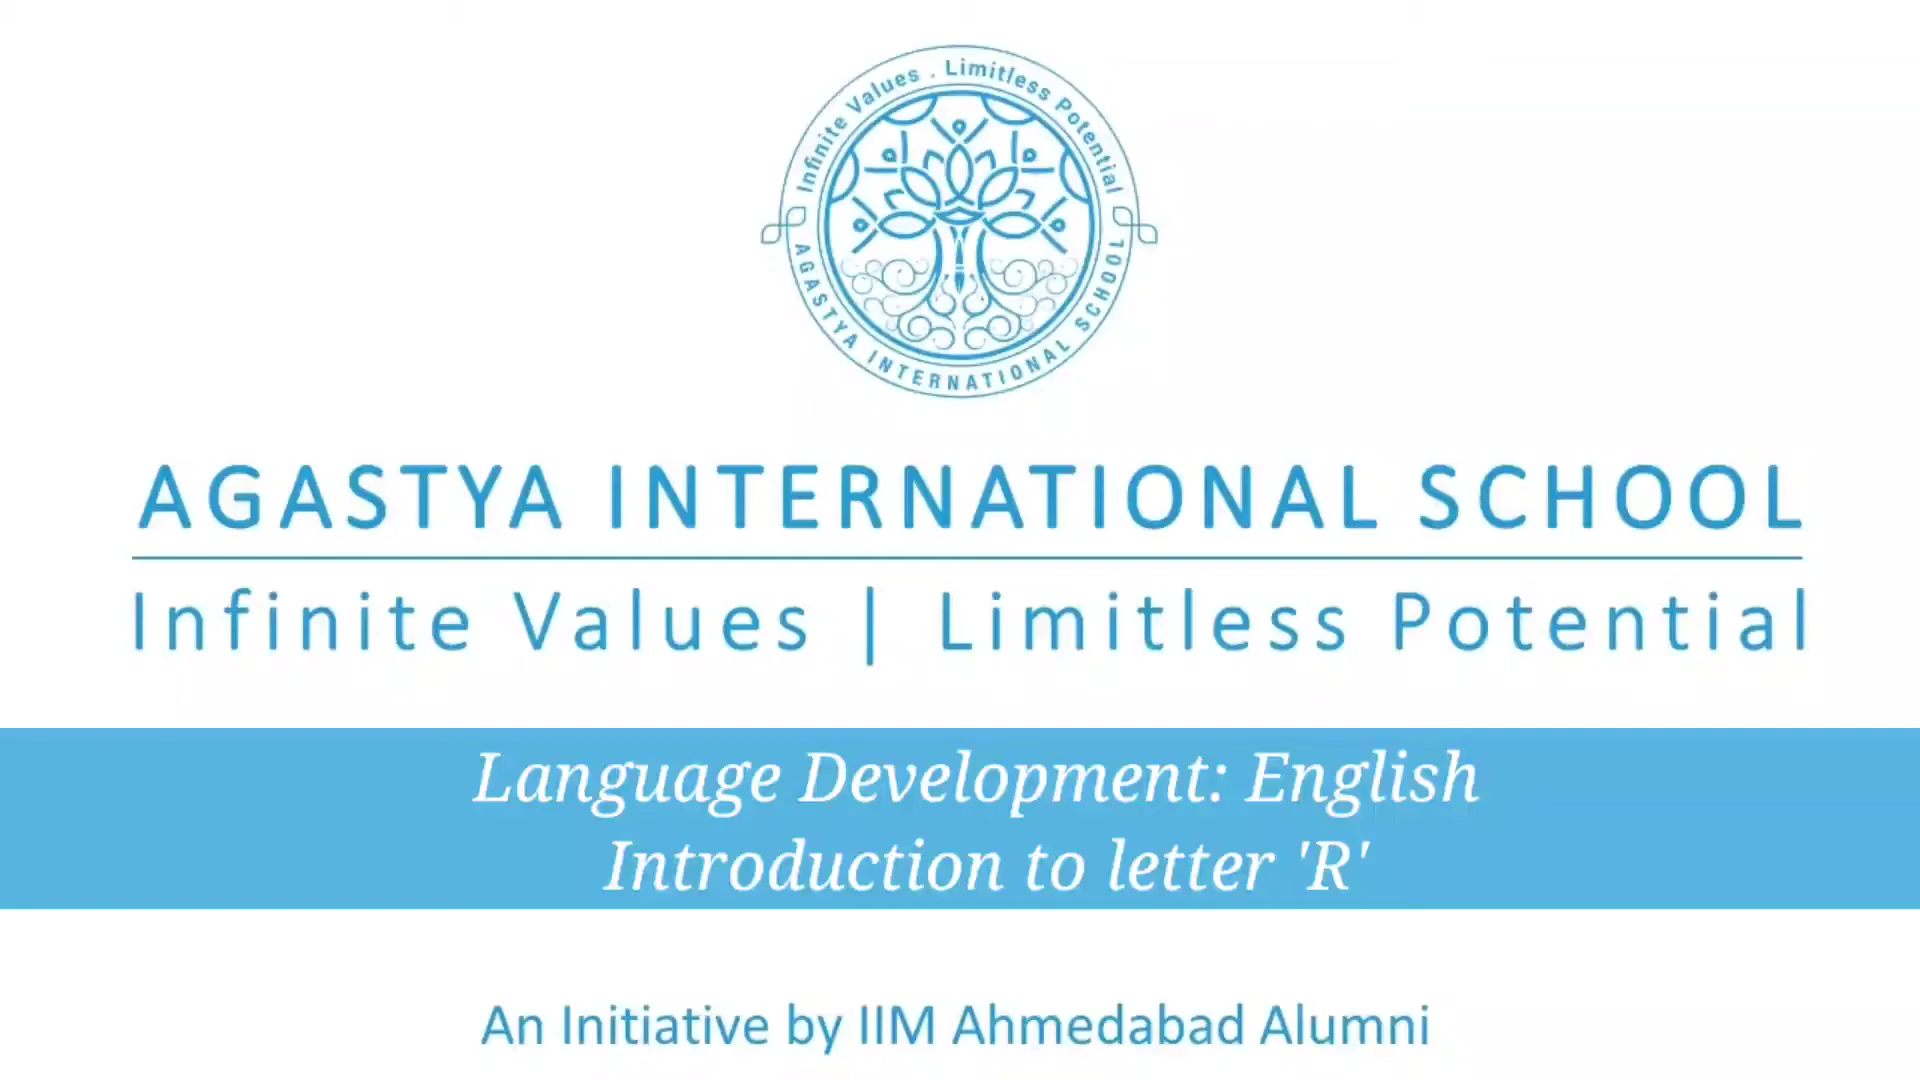 Infinite Values . Limitless Potential
AGASTYA INTERNATIONAL SCHOOL
AGASTYA INTERNATIONAL SCHOOL
Infinite Values | Limitless Potential
Language Development: English
Introduction to letter 'R'
An Initiative by IIM Ahmedabad Alumni